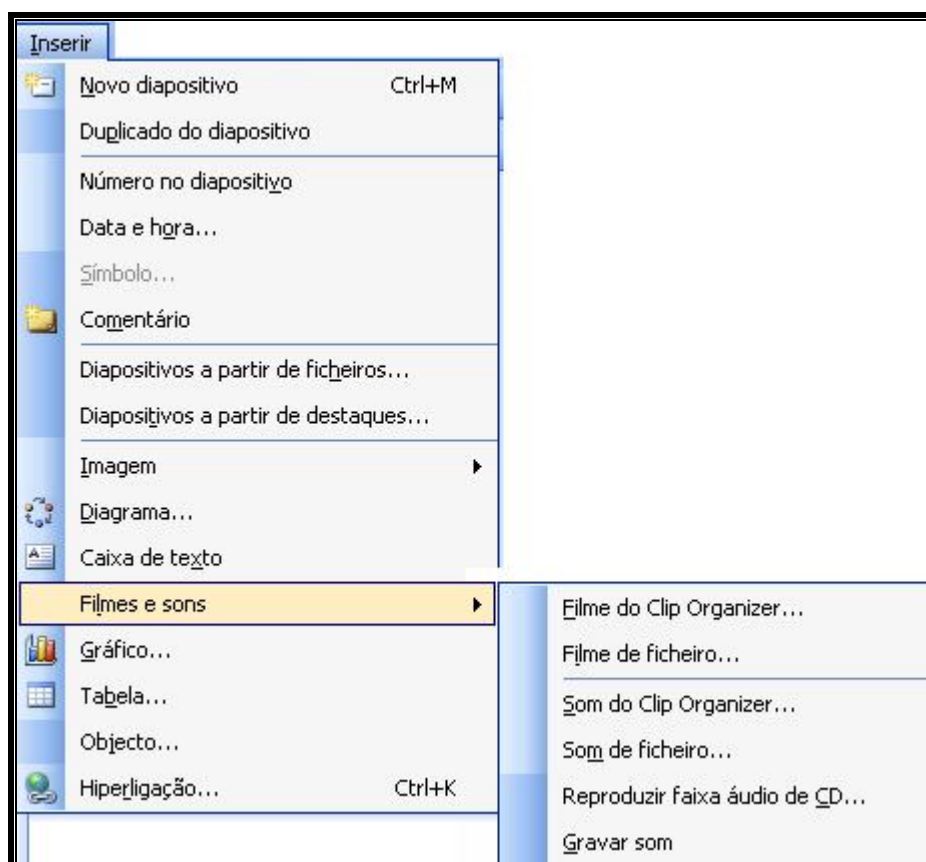 Inserir
Novo diapositivo Ctrl+M
Duplicado do diapositivo
Número no diapositivo
Data e hora...
Símbolo...
Comentário
Diapositivos a partir de ficheiros...
Diapositivos a partir de destaques...
Imagem
Diagrama...
Caixa de texto
Filmes e sons
Filme do Clip Organizer...
Gráfico...
Filme de ficheiro...
Tabela...
Som do Clip Organizer...
Objecto...
Som de ficheiro...
Hiperligação... Ctrl+K
Reproduzir faixa áudio de CD...
Gravar som